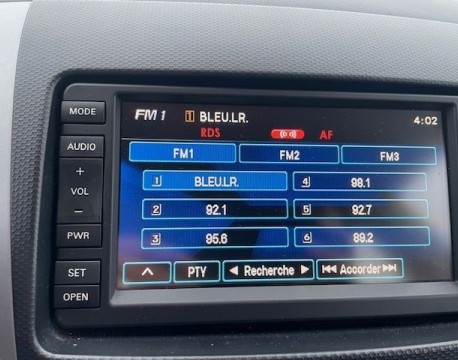 MODE
AUDIO
+
VOL
−
PWR
SET
OPEN
FM 1 1 BLEU.LR. 4:02
RDS AF
FM1 FM2 FM3
1 BLEU.LR. 4 98.1
2 92.1 5 92.7
3 95.6 6 89.2
PTY ◀ Recherche ▶ I◀◀ Accorder ▶▶I